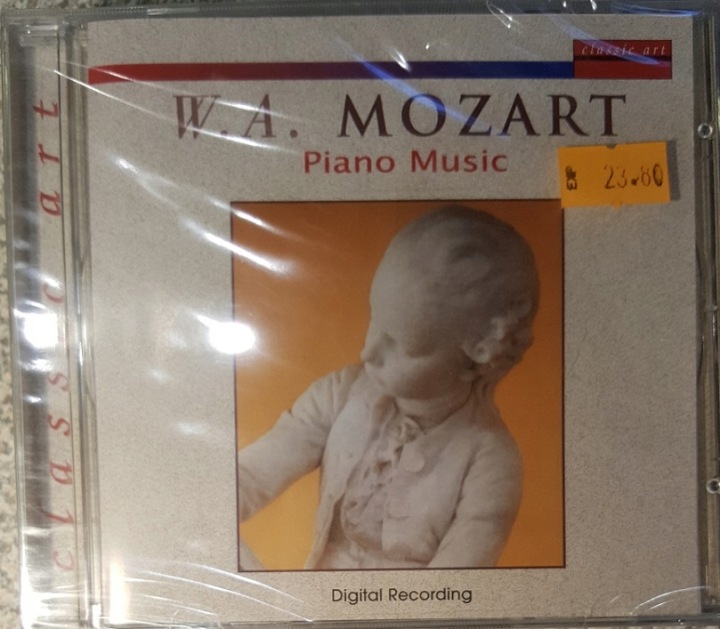 classic art
W. A. MOZART
Piano Music
23.80
classic art
Digital Recording